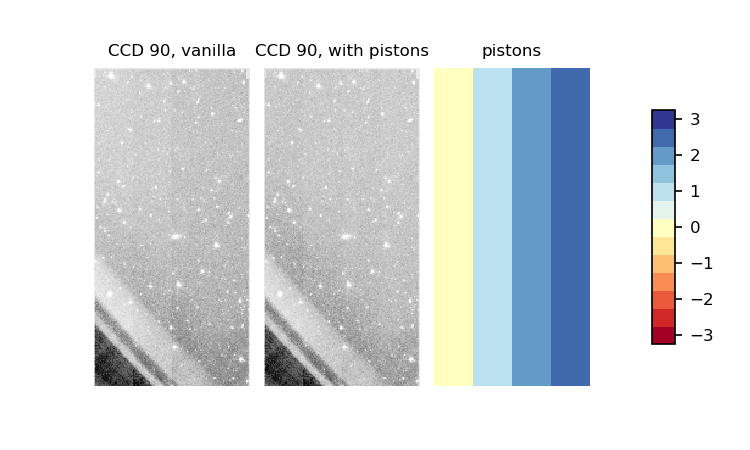 CCD 90, vanilla
CCD 90, with pistons
pistons
3
2
1
0
−1
−2
−3